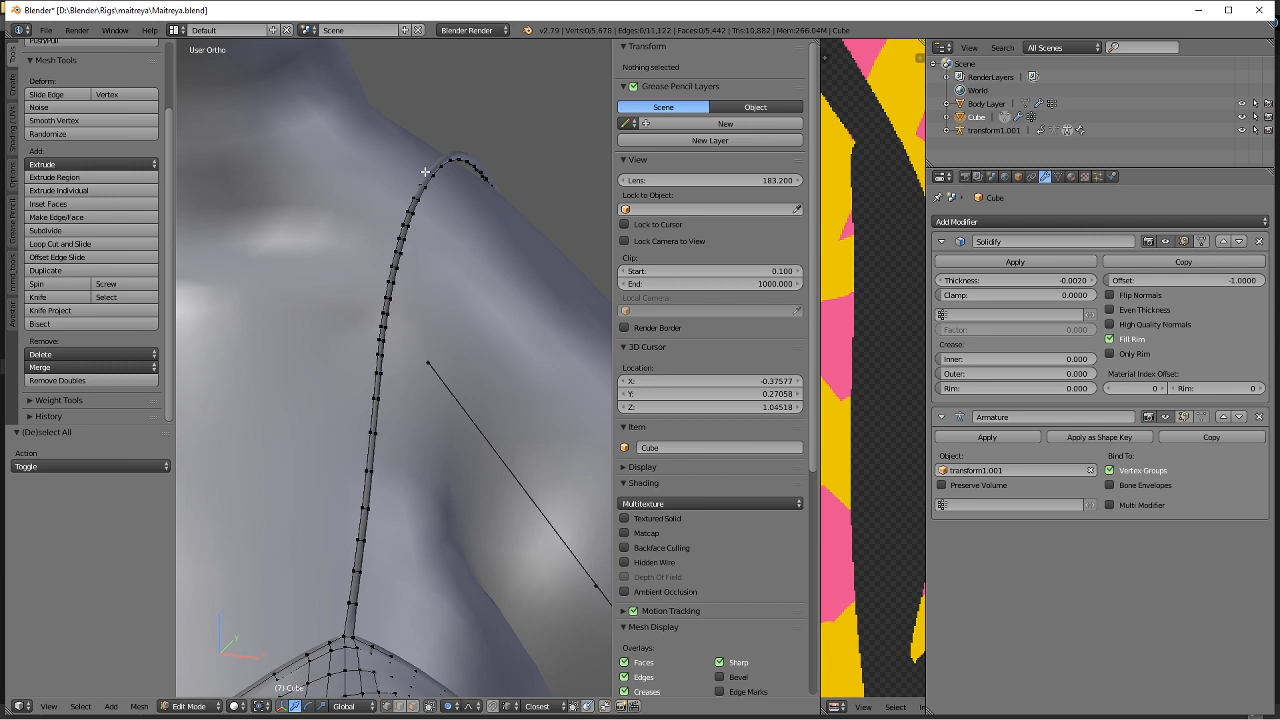 Blender* [D:\Blender\Rigs\maitreya\Maitreya.blend]
File Render Window Help Default Scene Blender Render v2.79 | Verts:0/5,678 | Edges:0/11,122 | Faces:0/5,442 | Tris:10,882 | Mem:266.04M | Cube
Push/Pull
Mesh Tools
Deform:
Slide Edge Vertex
Noise
Smooth Vertex
Randomize
Add:
Extrude
Extrude Region
Extrude Individual
Inset Faces
Make Edge/Face
Subdivide
Loop Cut and Slide
Offset Edge Slide
Duplicate
Spin Screw
Knife Select
Knife Project
Bisect
Remove:
Delete
Merge
Remove Doubles
Weight Tools
History
(De)select All
Action
Toggle
Tools
Create
Shading / UVs
Options
Grease Pencil
mmd_tools
Avastar
User Ortho
(7) Cube
View Select Add Mesh Edit Mode Global Closest
Transform
Nothing selected
Grease Pencil Layers
Scene Object
New
New Layer
View
Lens: 183.200
Lock to Object:
Lock to Cursor
Lock Camera to View
Clip:
Start: 0.100
End: 1000.000
Local Camera:
Render Border
3D Cursor
Location:
X: -0.37577
Y: 0.27058
Z: 1.04518
Item
Cube
Display
Shading
Multitexture
Textured Solid
Matcap
Backface Culling
Hidden Wire
Depth Of Field
Ambient Occlusion
Motion Tracking
Mesh Display
Overlays:
Faces Sharp
Edges Bevel
Creases Edge Marks
View Select
View Search All Scenes
Scene
RenderLayers
World
Body Layer
Cube
transform1.001
Cube
Add Modifier
Solidify
Apply Copy
Thickness: -0.0020 Offset: -1.0000
Clamp: 0.0000 Flip Normals
Even Thickness
Factor: 0.000 High Quality Normals
Crease: Fill Rim
Inner: 0.000 Only Rim
Outer: 0.000 Material Index Offset:
Rim: 0.000 0 Rim: 0
Armature
Apply Apply as Shape Key Copy
Object: Bind To:
transform1.001 Vertex Groups
Preserve Volume Bone Envelopes
Multi Modifier